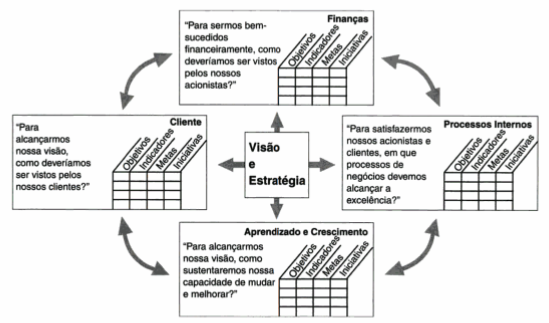 Finanças
"Para sermos bem-
sucedidos
financeiramente, como
deveríamos ser vistos
pelos nossos
acionistas?"
Objetivos
Indicadores
Metas
Iniciativas
Cliente
"Para
alcançarmos
nossa visão,
como deveríamos
ser vistos pelos
nossos clientes?"
Objetivos
Indicadores
Metas
Iniciativas
Visão
e
Estratégia
Processos Internos
"Para satisfazermos
nossos acionistas e
clientes, em que
processos de
negócios devemos
alcançar a
excelência?"
Objetivos
Indicadores
Metas
Iniciativas
Aprendizado e Crescimento
"Para alcançarmos
nossa visão, como
sustentaremos nossa
capacidade de mudar
e melhorar?"
Objetivos
Indicadores
Metas
Iniciativas